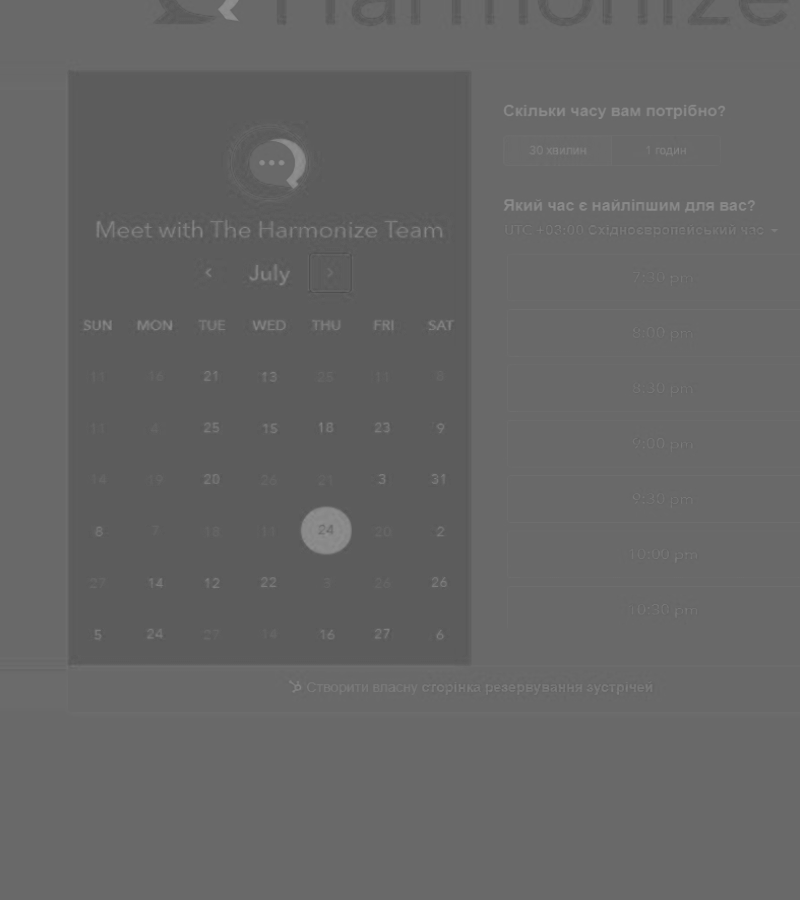 Harmonize
Meet with The Harmonize Team
July
SUN MON TUE WED THU FRI SAT
21 13 25 11
11 4 25 15 18 23 9
14 19 20 26 21 3 31
8 7 18 11 24 20 2
27 14 12 22 3 26 26
5 24 27 14 16 27 6
Скільки часу вам потрібно?
30 хвилин 1 годин
Який час є найліпшим для вас?
UTC +03:00 Східноєвропейський час
7:30 pm
8:00 pm
8:30 pm
9:00 pm
9:30 pm
10:00 pm
10:30 pm
Створити власну сторінка резервування зустрічей